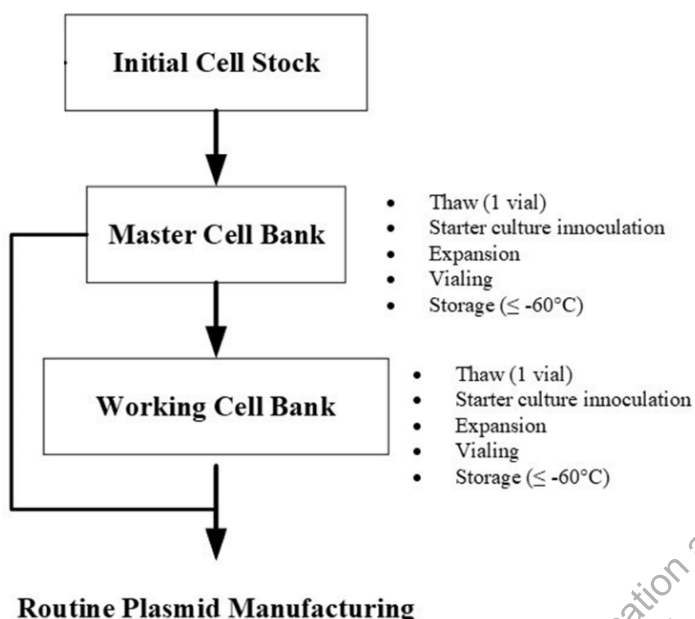 Initial Cell Stock
Master Cell Bank
• Thaw (1 vial)
• Starter culture innoculation
• Expansion
• Vialing
• Storage (≤ -60°C)
Working Cell Bank
• Thaw (1 vial)
• Starter culture innoculation
• Expansion
• Vialing
• Storage (≤ -60°C)
Routine Plasmid Manufacturing